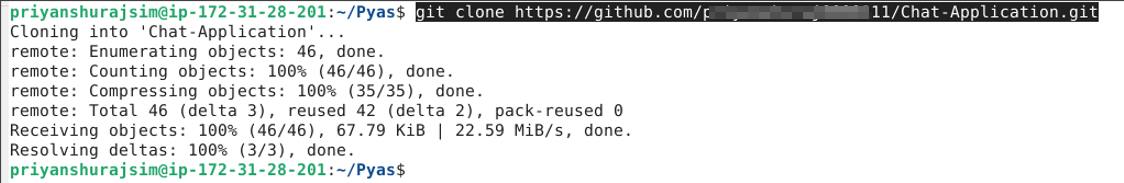 priyanshurajsim@ip-172-31-28-201:~/Pyas$ git clone https://github.com/p 11/Chat-Application.git
Cloning into 'Chat-Application'...
remote: Enumerating objects: 46, done.
remote: Counting objects: 100% (46/46), done.
remote: Compressing objects: 100% (35/35), done.
remote: Total 46 (delta 3), reused 42 (delta 2), pack-reused 0
Receiving objects: 100% (46/46), 67.79 KiB | 22.59 MiB/s, done.
Resolving deltas: 100% (3/3), done.
priyanshurajsim@ip-172-31-28-201:~/Pyas$